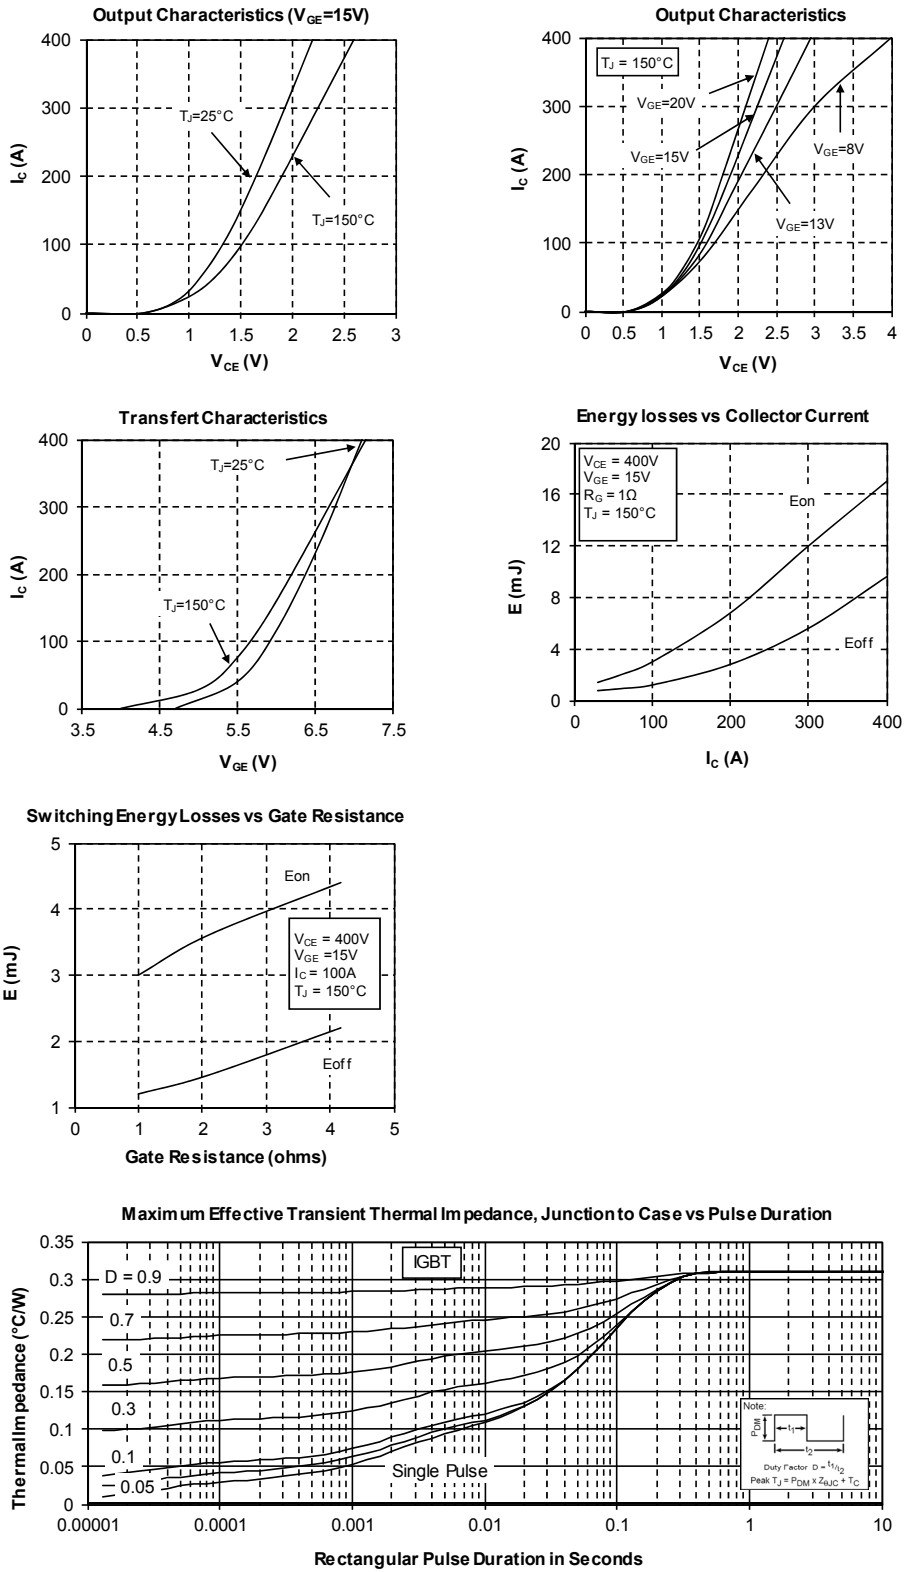 Output Characteristics (VGE=15V)
400
300
200
100
0
IC (A)
TJ=25°C
TJ=150°C
0 0.5 1 1.5 2 2.5 3
VCE (V)
Output Characteristics
400
300
200
100
0
IC (A)
TJ = 150°C
VGE=20V
VGE=15V
VGE=8V
VGE=13V
0 0.5 1 1.5 2 2.5 3 3.5 4
VCE (V)
Transfert Characteristics
400
300
200
100
0
IC (A)
TJ=25°C
TJ=150°C
3.5 4.5 5.5 6.5 7.5
VGE (V)
Energy losses vs Collector Current
20
16
12
8
4
0
E (mJ)
VCE = 400V
VGE = 15V
RG = 1Ω
TJ = 150°C
Eon
Eoff
0 100 200 300 400
IC (A)
Switching Energy Losses vs Gate Resistance
5
4
3
2
1
E (mJ)
Eon
VCE = 400V
VGE =15V
IC = 100A
TJ = 150°C
Eoff
0 1 2 3 4 5
Gate Resistance (ohms)
Maximum Effective Transient Thermal Impedance, Junction to Case vs Pulse Duration
0.35
0.3
0.25
0.2
0.15
0.1
0.05
0
Thermal Impedance (°C/W)
IGBT
D = 0.9
0.7
0.5
0.3
0.1
0.05
Single Pulse
Note:
PDM
t1
t2
Duty Factor D = t1/t2
Peak TJ = PDM x ZθJC + TC
0.00001 0.0001 0.001 0.01 0.1 1 10
Rectangular Pulse Duration in Seconds